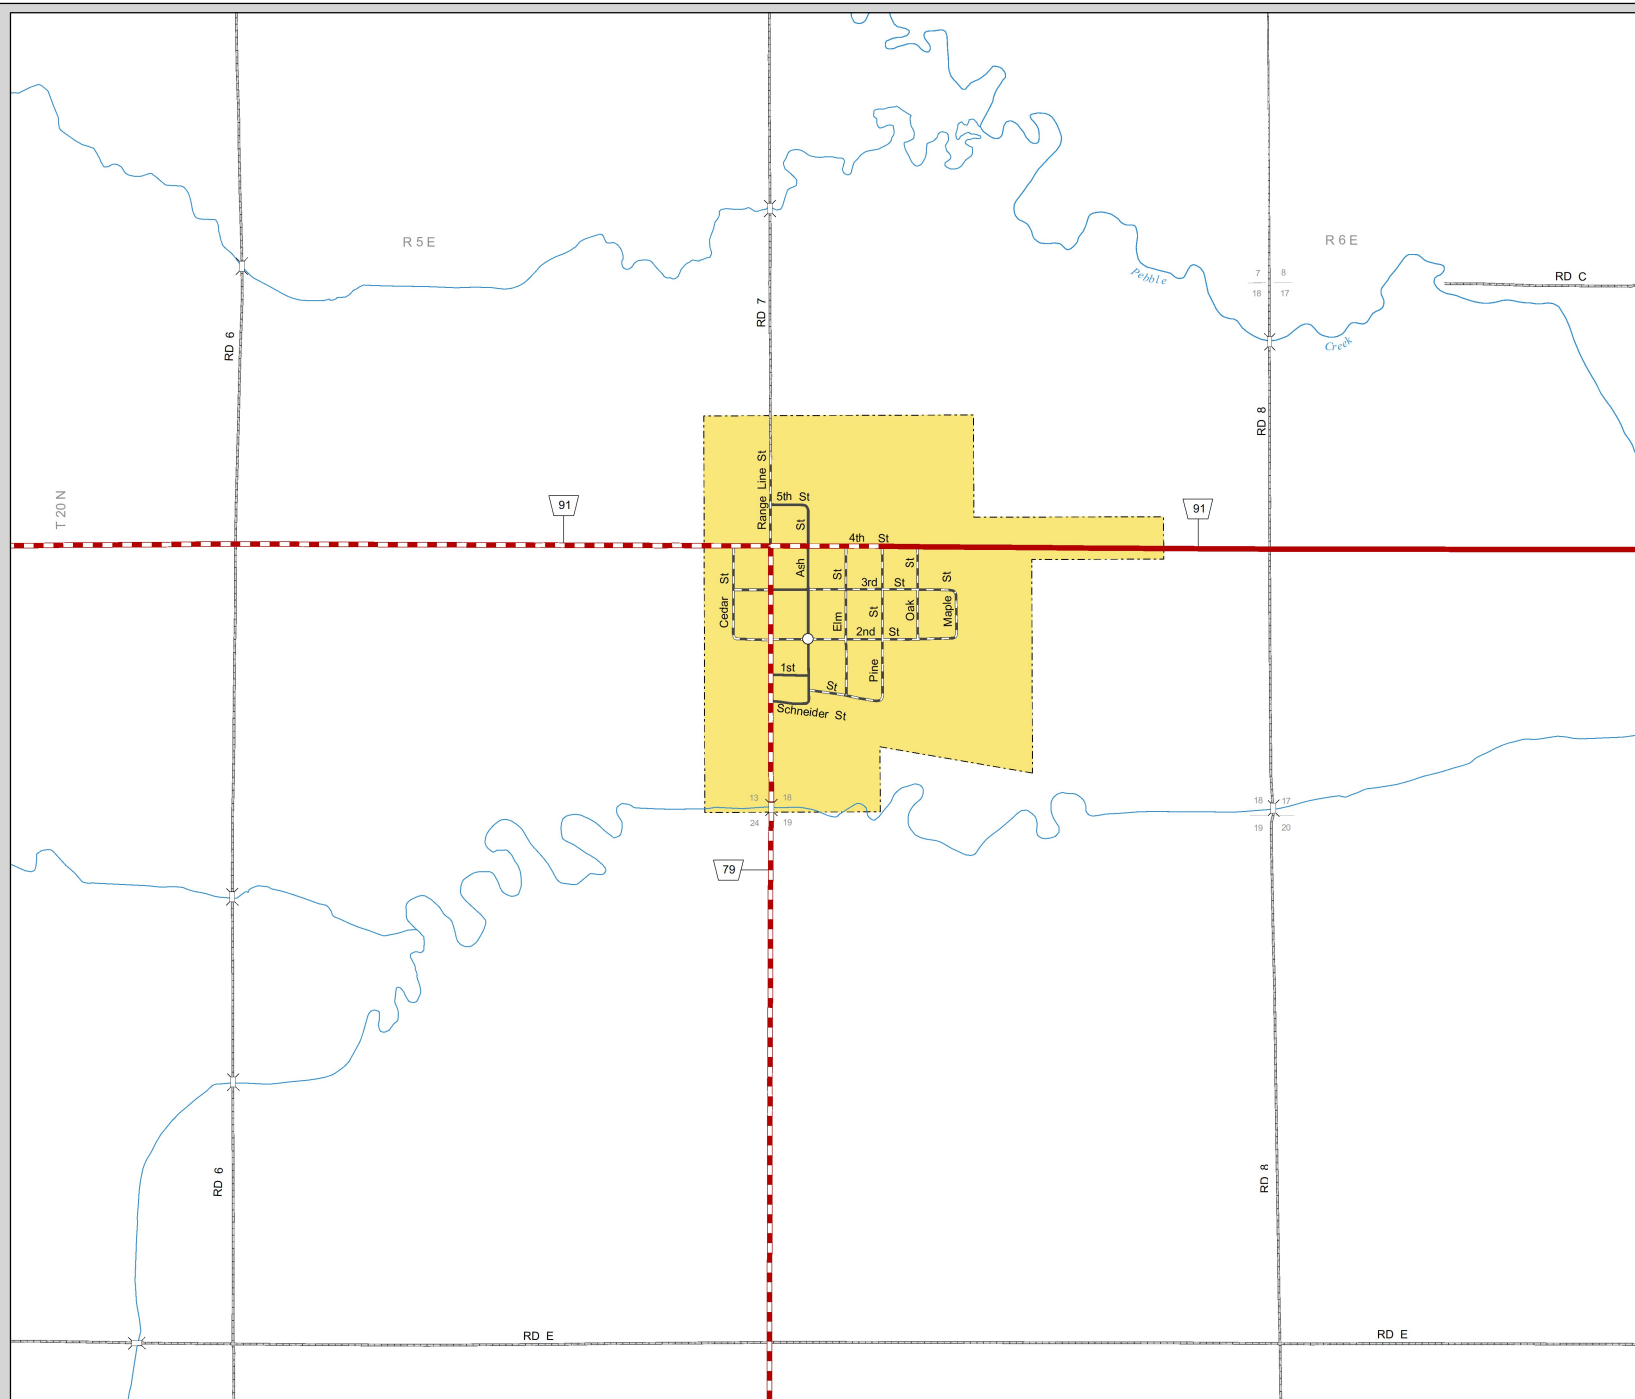 R 5 E
R 6 E
Pebble
Creek
7 8
18 17
RD C
RD 7
RD 6
RD 8
T 20 N
91
91
Range Line St
5th St
4th St
Ash St
Cedar St
Elm St
3rd St
Pine St
Oak St
Maple St
2nd St
1st St
Schneider St
13 18
24 19
18 17
19 20
79
RD 6
RD 8
RD E
RD E